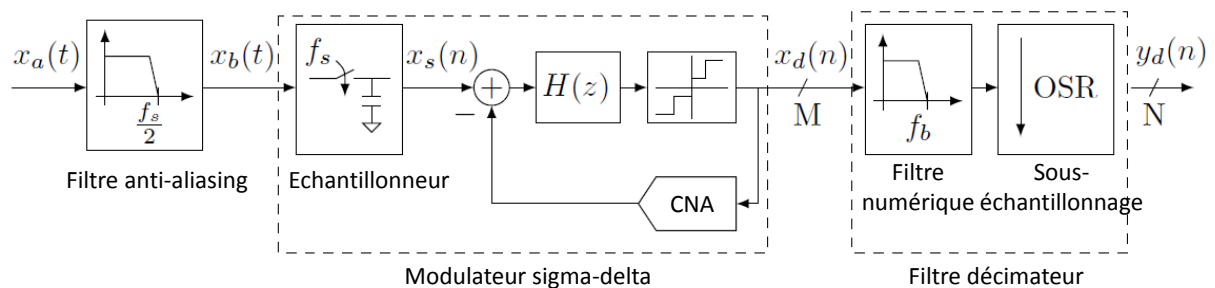 x_a(t)
f_s/2
Filtre anti-aliasing
x_b(t)
f_s
Echantillonneur
x_s(n)
+
−
H(z)
CNA
Modulateur sigma-delta
x_d(n)
M
f_b
Filtre
numérique
OSR
Sous-
échantillonnage
Filtre décimateur
y_d(n)
N